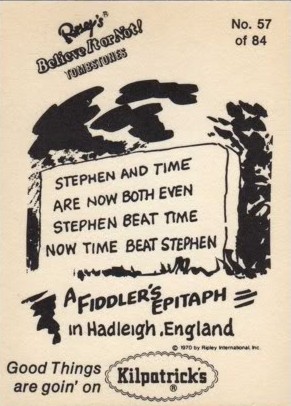 Ripley's®
Believe It or Not!
TOMBSTONES
No. 57
of 84
STEPHEN AND TIME
ARE NOW BOTH EVEN
STEPHEN BEAT TIME
NOW TIME BEAT STEPHEN
A FIDDLER'S EPITAPH
in Hadleigh, England
© 1970 by Ripley International, Inc.
Good Things
are goin' on
Kilpatrick's
®